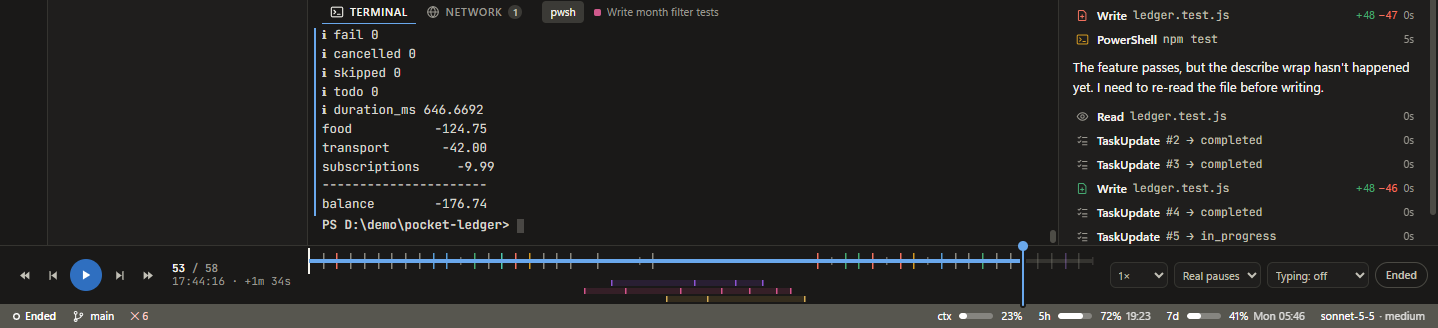 TERMINAL NETWORK 1 pwsh Write month filter tests
ℹ fail 0
ℹ cancelled 0
ℹ skipped 0
ℹ todo 0
ℹ duration_ms 646.6692
food -124.75
transport -42.00
subscriptions -9.99
----------------------
balance -176.74
PS D:\demo\pocket-ledger>
Write ledger.test.js +48 −47 0s
PowerShell npm test 5s
The feature passes, but the describe wrap hasn't happened
yet. I need to re-read the file before writing.
Read ledger.test.js 0s
TaskUpdate #2 → completed 0s
TaskUpdate #3 → completed 0s
Write ledger.test.js +48 −46 0s
TaskUpdate #4 → completed 0s
TaskUpdate #5 → in_progress 0s
53 / 58
17:44:16 · +1m 34s
1× Real pauses Typing: off Ended
Ended main 6 ctx 23% 5h 72% 19:23 7d 41% Mon 05:46 sonnet-5-5 · medium